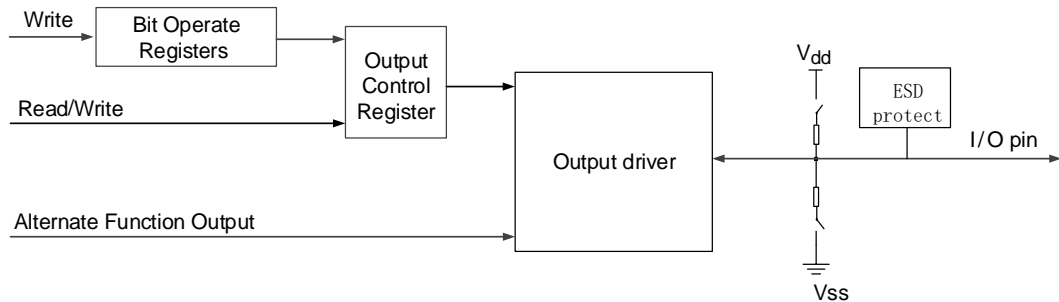 Write
Bit Operate
Registers
Output
Control
Register
Read/Write
Alternate Function Output
Output driver
Vdd
ESD
protect
I/O pin
Vss